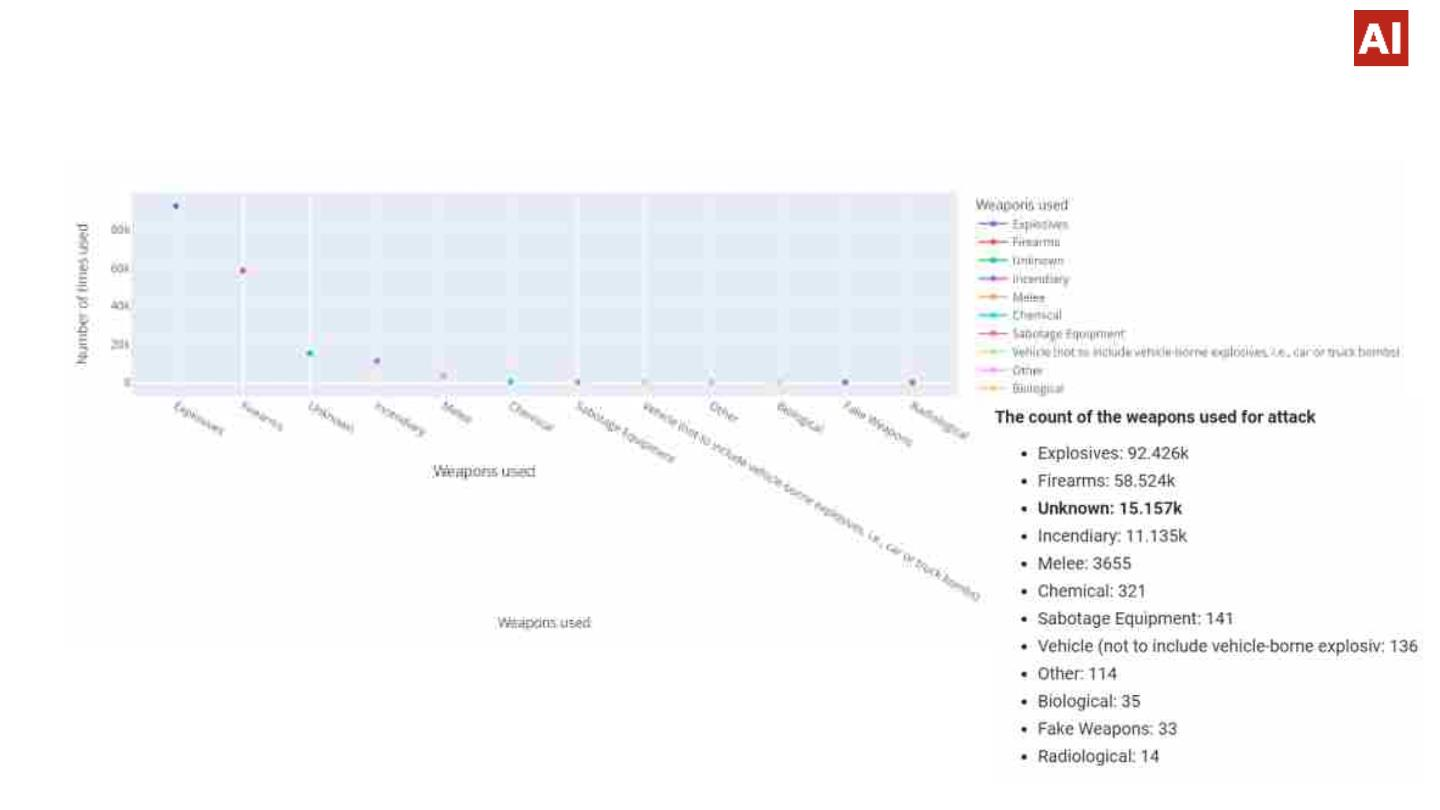 AI
Number of times used
80k
60k
40k
20k
0
Explosives
Firearms
Unknown
Incendiary
Melee
Chemical
Sabotage Equipment
Vehicle (not to include vehicle-borne explosives, i.e., car or truck bombs)
Other
Biological
Fake Weapons
Radiological
Weapons used
Weapons used
Weapons used
Explosives
Firearms
Unknown
Incendiary
Melee
Chemical
Sabotage Equipment
Vehicle (not to include vehicle-borne explosives, i.e., car or truck bombs)
Other
Biological
The count of the weapons used for attack
• Explosives: 92.426k
• Firearms: 58.524k
• Unknown: 15.157k
• Incendiary: 11.135k
• Melee: 3655
• Chemical: 321
• Sabotage Equipment: 141
• Vehicle (not to include vehicle-borne explosiv: 136
• Other: 114
• Biological: 35
• Fake Weapons: 33
• Radiological: 14